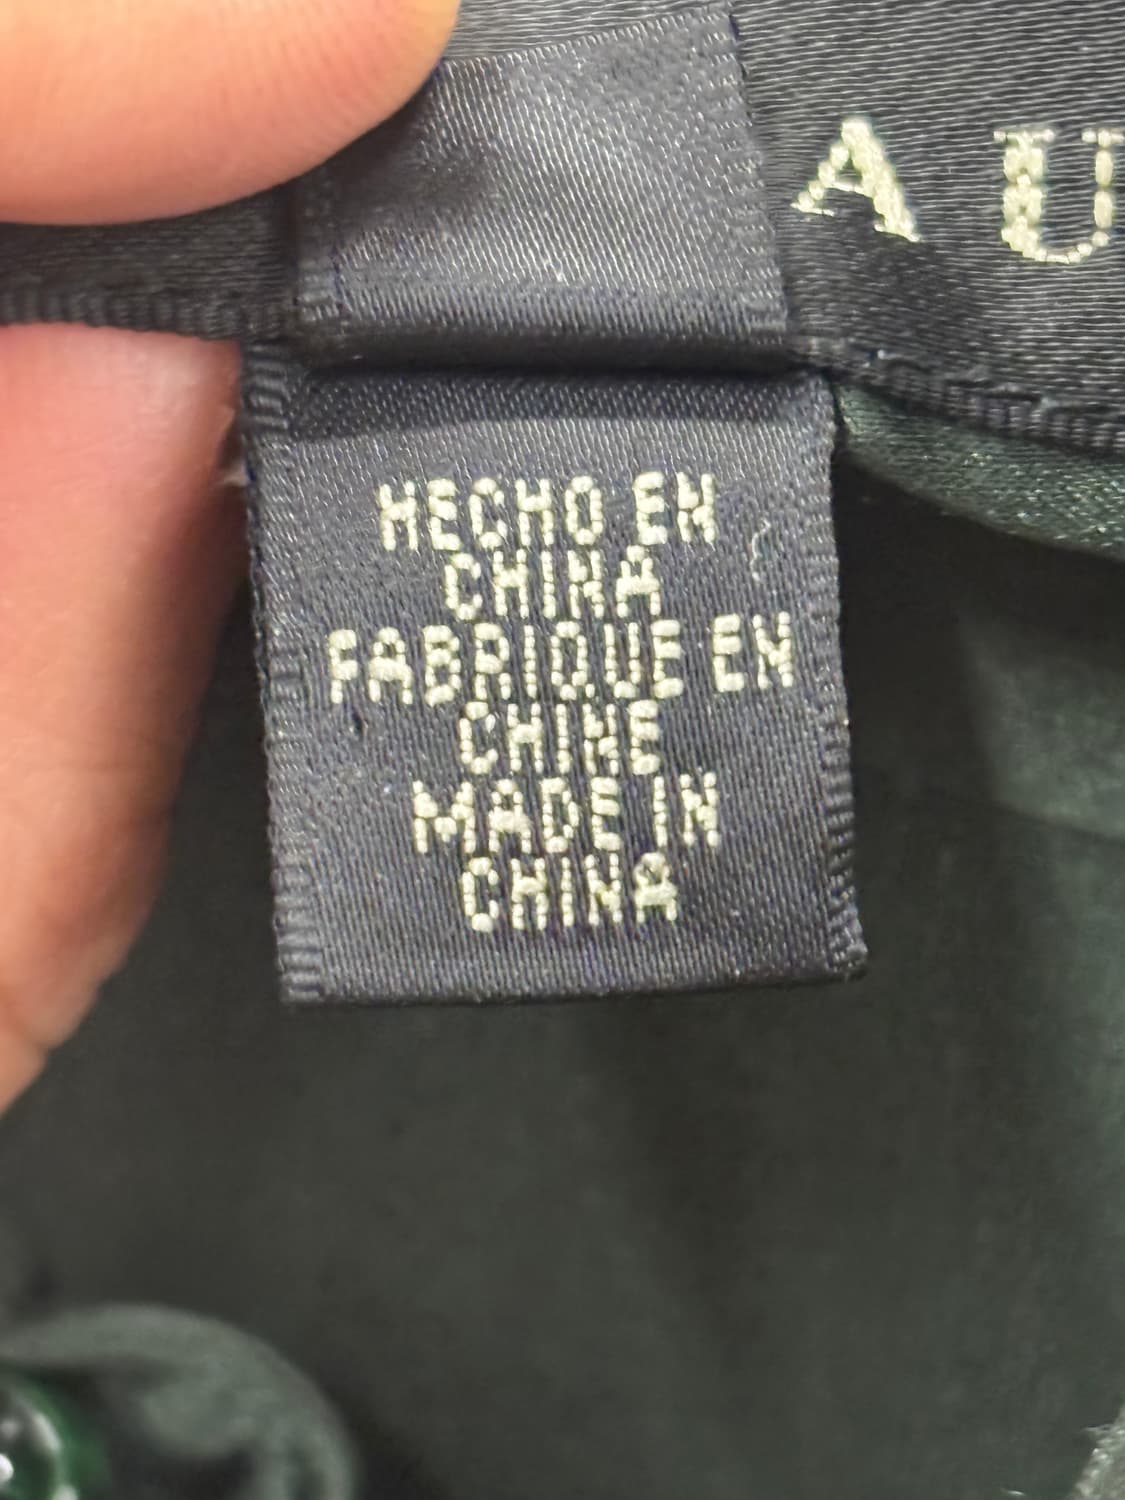 A U
HECHO EN
CHINA
FABRIQUE EN
CHINE
MADE IN
CHINA